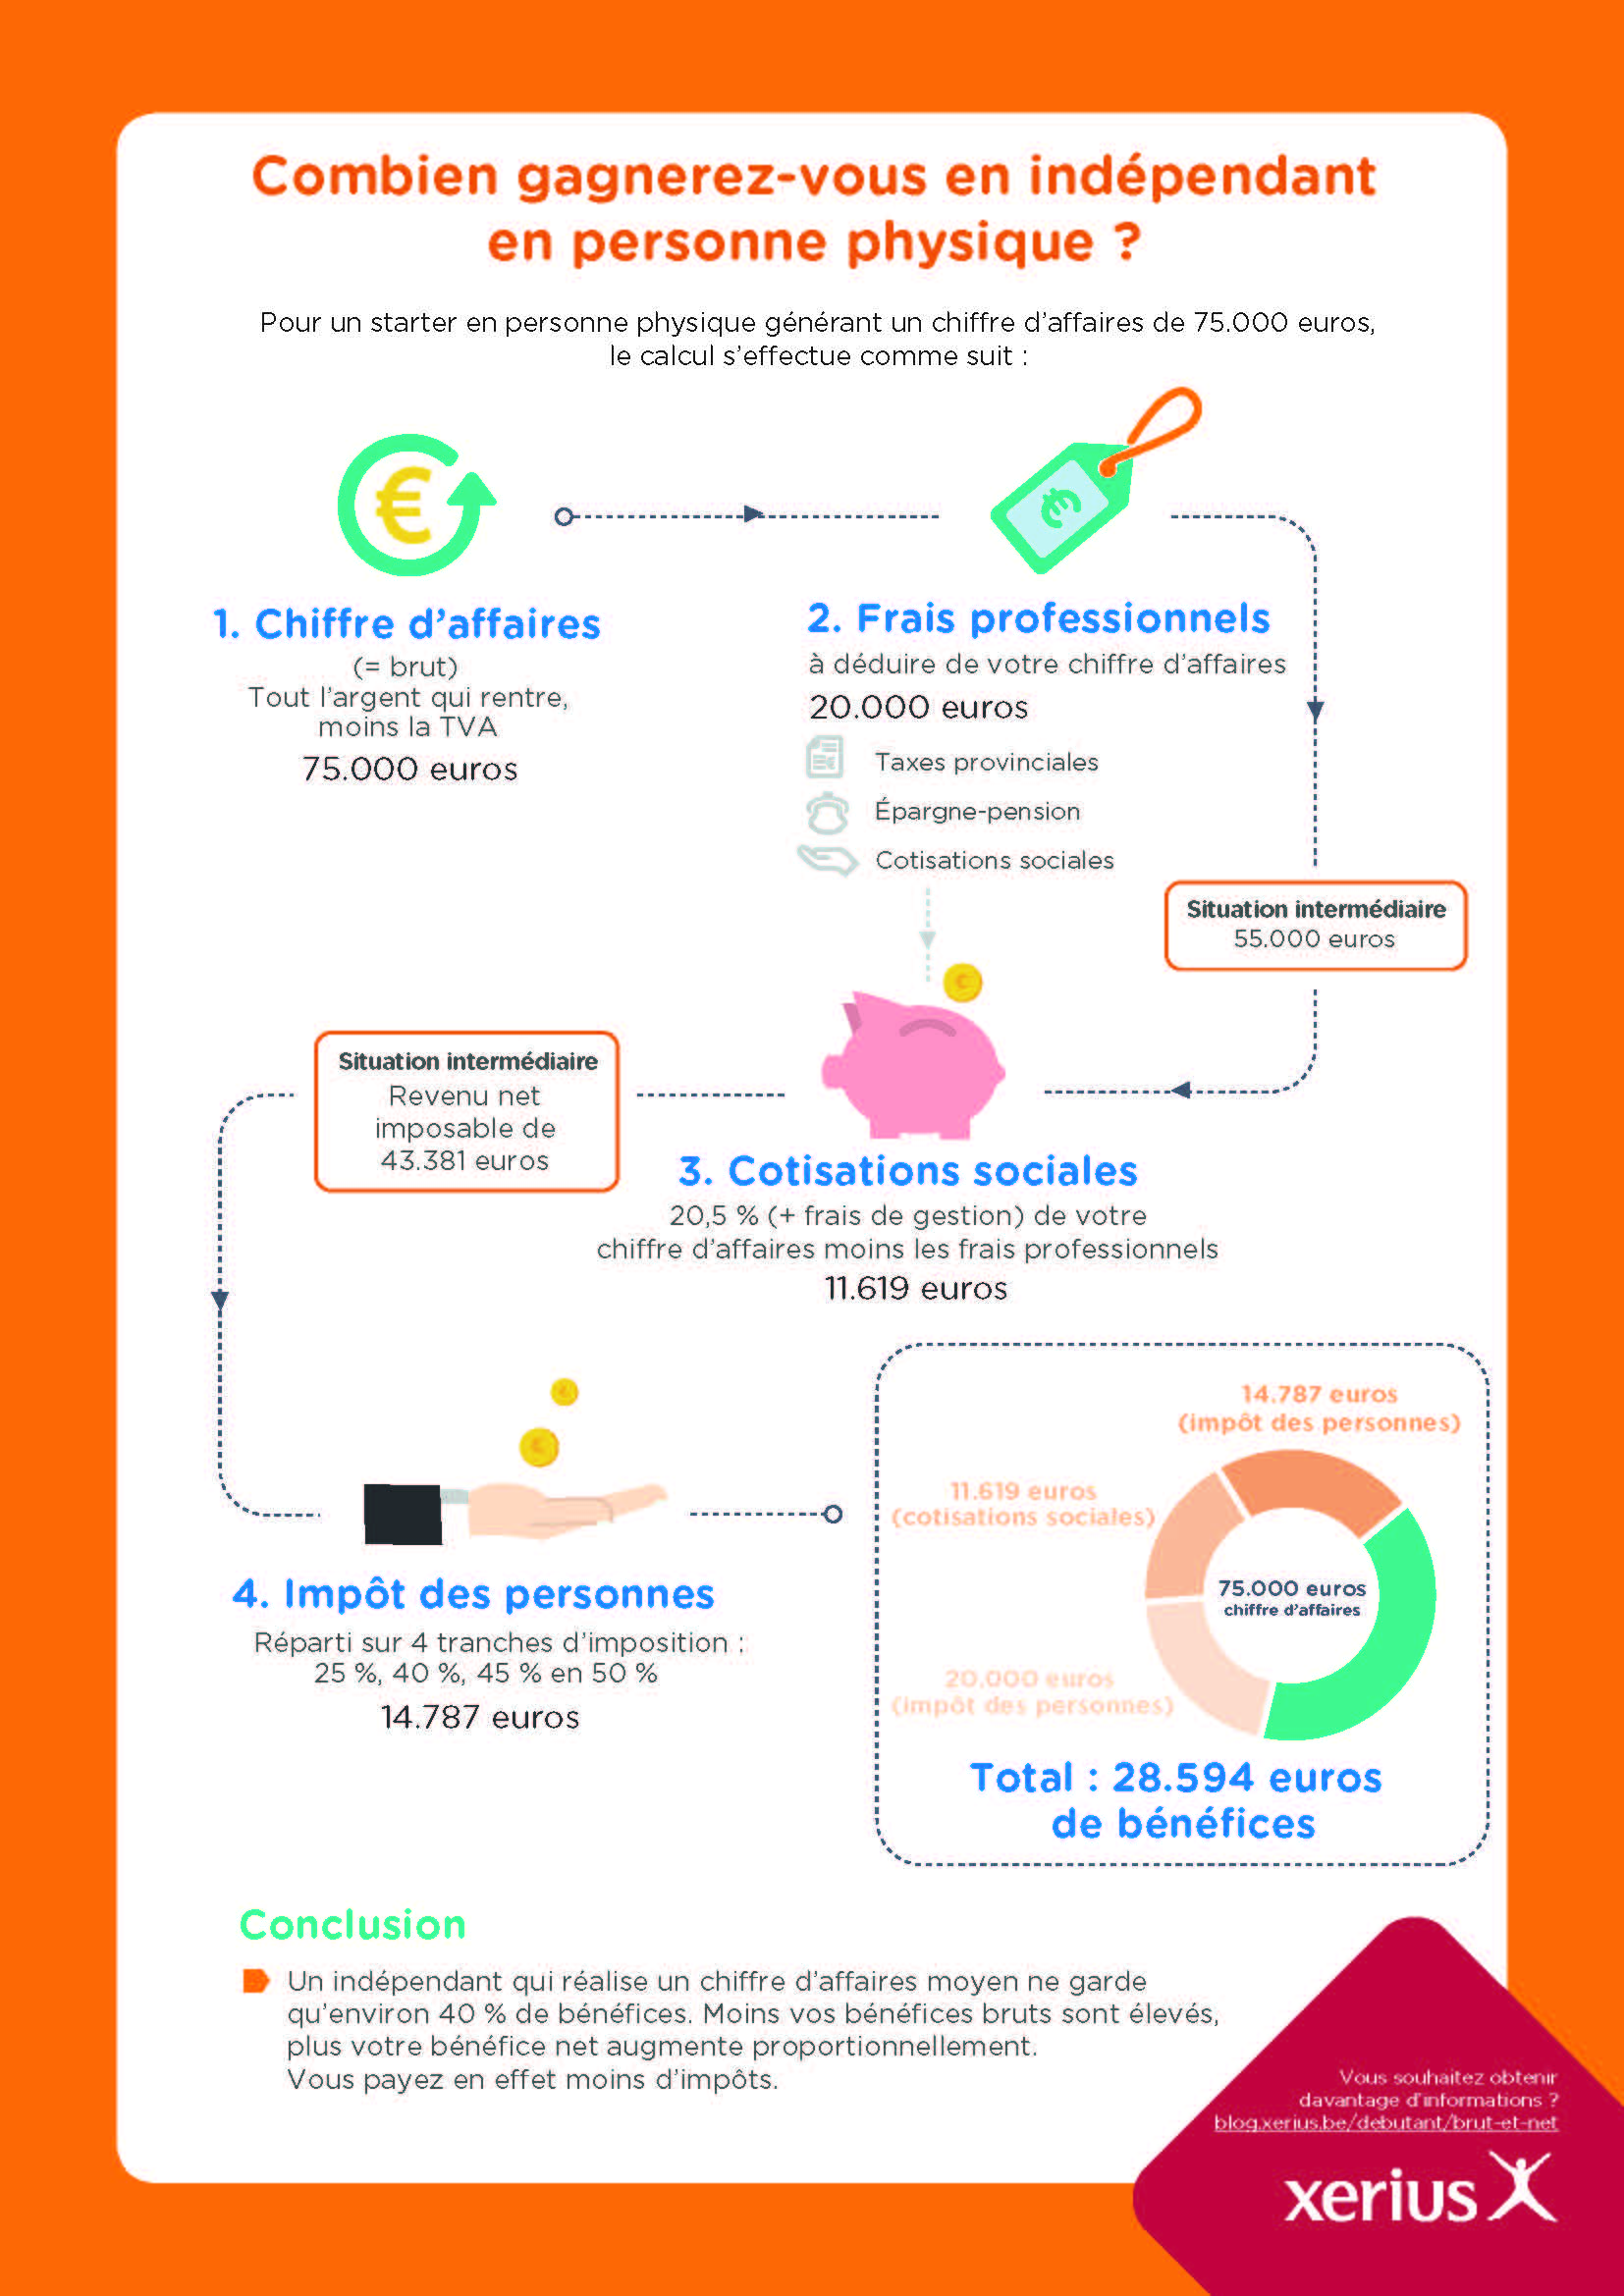 Combien gagnerez-vous en indépendant
en personne physique ?
Pour un starter en personne physique générant un chiffre d'affaires de 75.000 euros,
le calcul s'effectue comme suit :
1. Chiffre d'affaires
(= brut)
Tout l'argent qui rentre,
moins la TVA
75.000 euros
2. Frais professionnels
à déduire de votre chiffre d'affaires
20.000 euros
Taxes provinciales
Épargne-pension
Cotisations sociales
Situation intermédiaire
55.000 euros
3. Cotisations sociales
20,5 % (+ frais de gestion) de votre
chiffre d'affaires moins les frais professionnels
11.619 euros
Situation intermédiaire
Revenu net
imposable de
43.381 euros
4. Impôt des personnes
Réparti sur 4 tranches d'imposition :
25 %, 40 %, 45 % en 50 %
14.787 euros
14.787 euros
(impôt des personnes)
11.619 euros
(cotisations sociales)
75.000 euros
chiffre d'affaires
20.000 euros
(impôt des personnes)
Total : 28.594 euros
de bénéfices
Conclusion
Un indépendant qui réalise un chiffre d'affaires moyen ne garde
qu'environ 40 % de bénéfices. Moins vos bénéfices bruts sont élevés,
plus votre bénéfice net augmente proportionnellement.
Vous payez en effet moins d'impôts.
Vous souhaitez obtenir
davantage d'informations ?
blog.xerius.be/debutant/brut-et-net
xerius